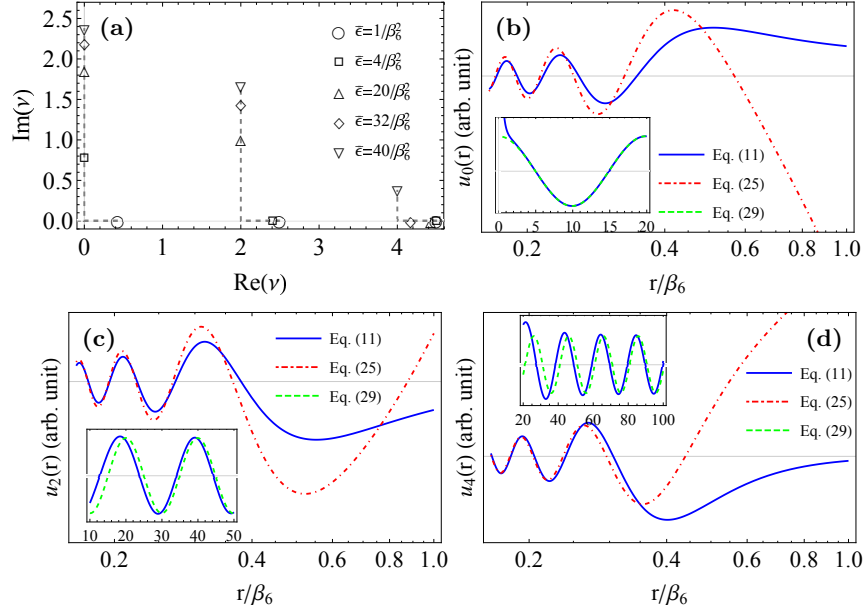 (a)
2.5
2.0
1.5
1.0
0.5
0.0
Im(ν)
ε̄=1/β₆²
ε̄=4/β₆²
ε̄=20/β₆²
ε̄=32/β₆²
ε̄=40/β₆²
0 1 2 3 4
Re(ν)
(b)
u₀(r) (arb. unit)
Eq. (11)
Eq. (25)
Eq. (29)
0 5 10 15 20
0.2 0.4 0.6 0.8 1.0
r/β₆
(c)
u₂(r) (arb. unit)
Eq. (11)
Eq. (25)
Eq. (29)
10 20 30 40 50
0.2 0.4 0.6 0.8 1.0
r/β₆
(d)
u₄(r) (arb. unit)
20 40 60 80 100
Eq. (11)
Eq. (25)
Eq. (29)
0.2 0.4 0.6 0.8 1.0
r/β₆